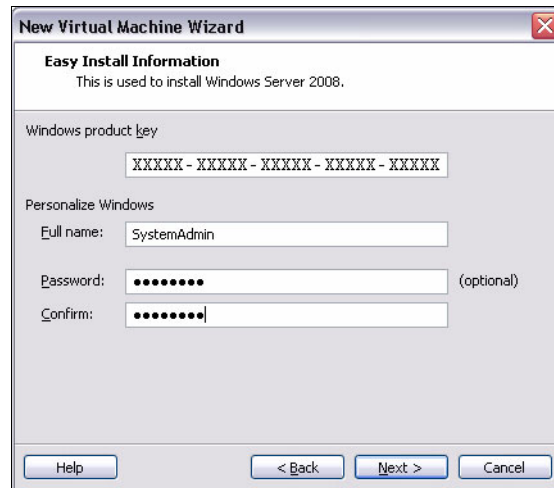 New Virtual Machine Wizard
Easy Install Information
This is used to install Windows Server 2008.
Windows product key
XXXXX - XXXXX - XXXXX - XXXXX - XXXXX
Personalize Windows
Full name: SystemAdmin
Password: ●●●●●●●● (optional)
Confirm: ●●●●●●●●
Help < Back Next > Cancel